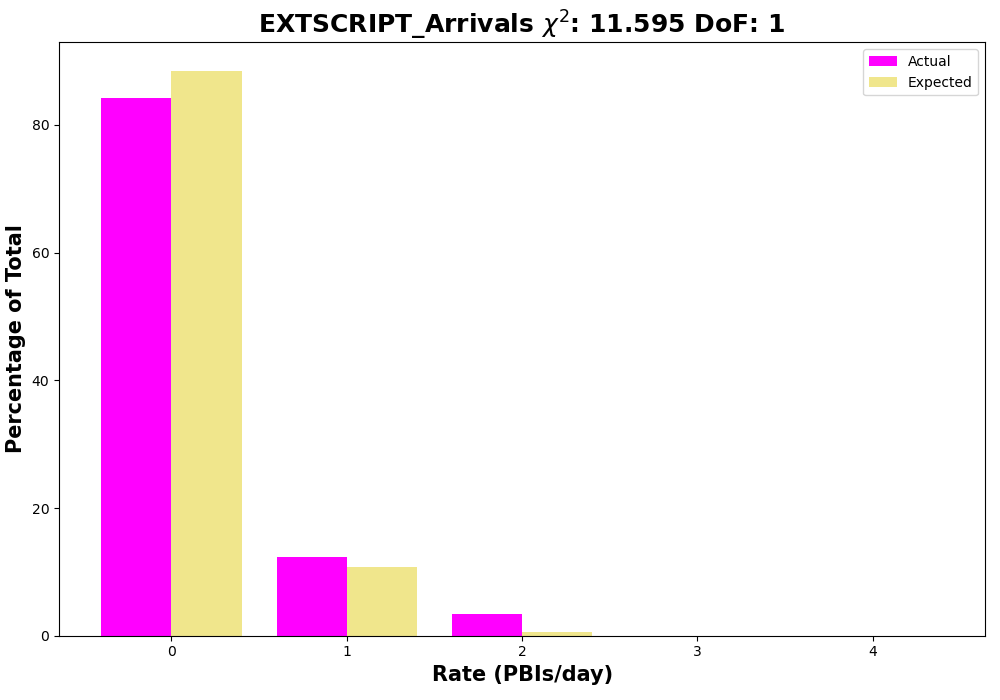 EXTSCRIPT_Arrivals χ²: 11.595 DoF: 1
Actual
Expected
Percentage of Total
80
60
40
20
0
0 1 2 3 4
Rate (PBIs/day)